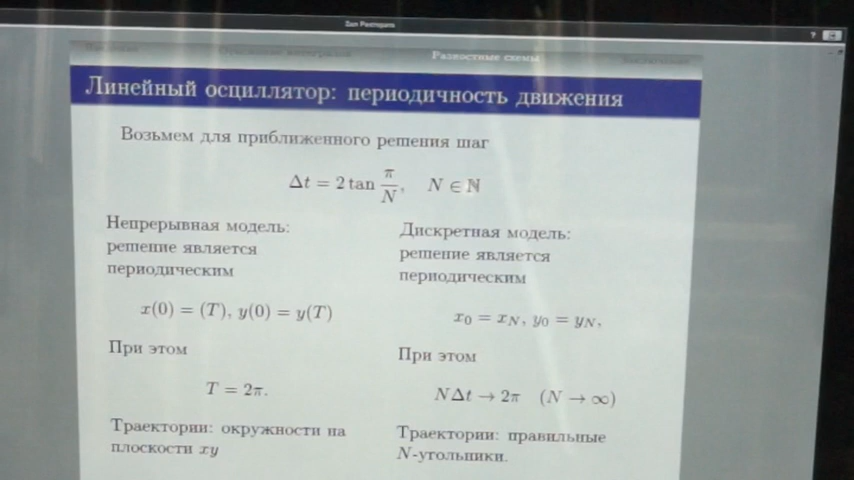 Зал Ректората
?
Разностные схемы
Линейный осциллятор: периодичность движения
Возьмем для приближенного решения шаг
Δt = 2 tan π/N, N ∈ ℕ
Непрерывная модель:
решение является
периодическим
x(0) = (T), y(0) = y(T)
При этом
T = 2π.
Траектории: окружности на
плоскости xy
Дискретная модель:
решение является
периодическим
x₀ = x_N, y₀ = y_N,
При этом
NΔt → 2π (N → ∞)
Траектории: правильные
N-угольники.